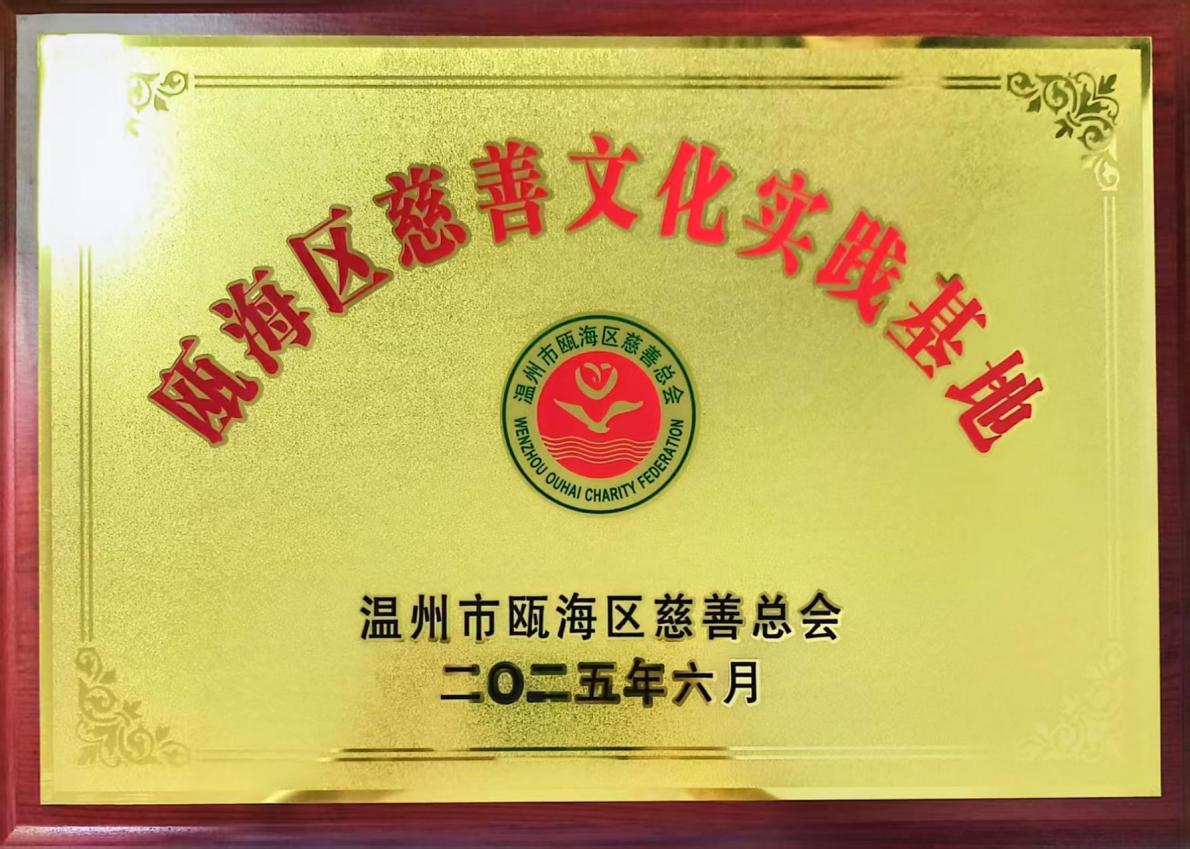 瓯海区慈善文化实践基地
温州市瓯海区慈善总会
WENZHOU OUHAI CHARITY FEDERATION
温州市瓯海区慈善总会
二〇二五年六月